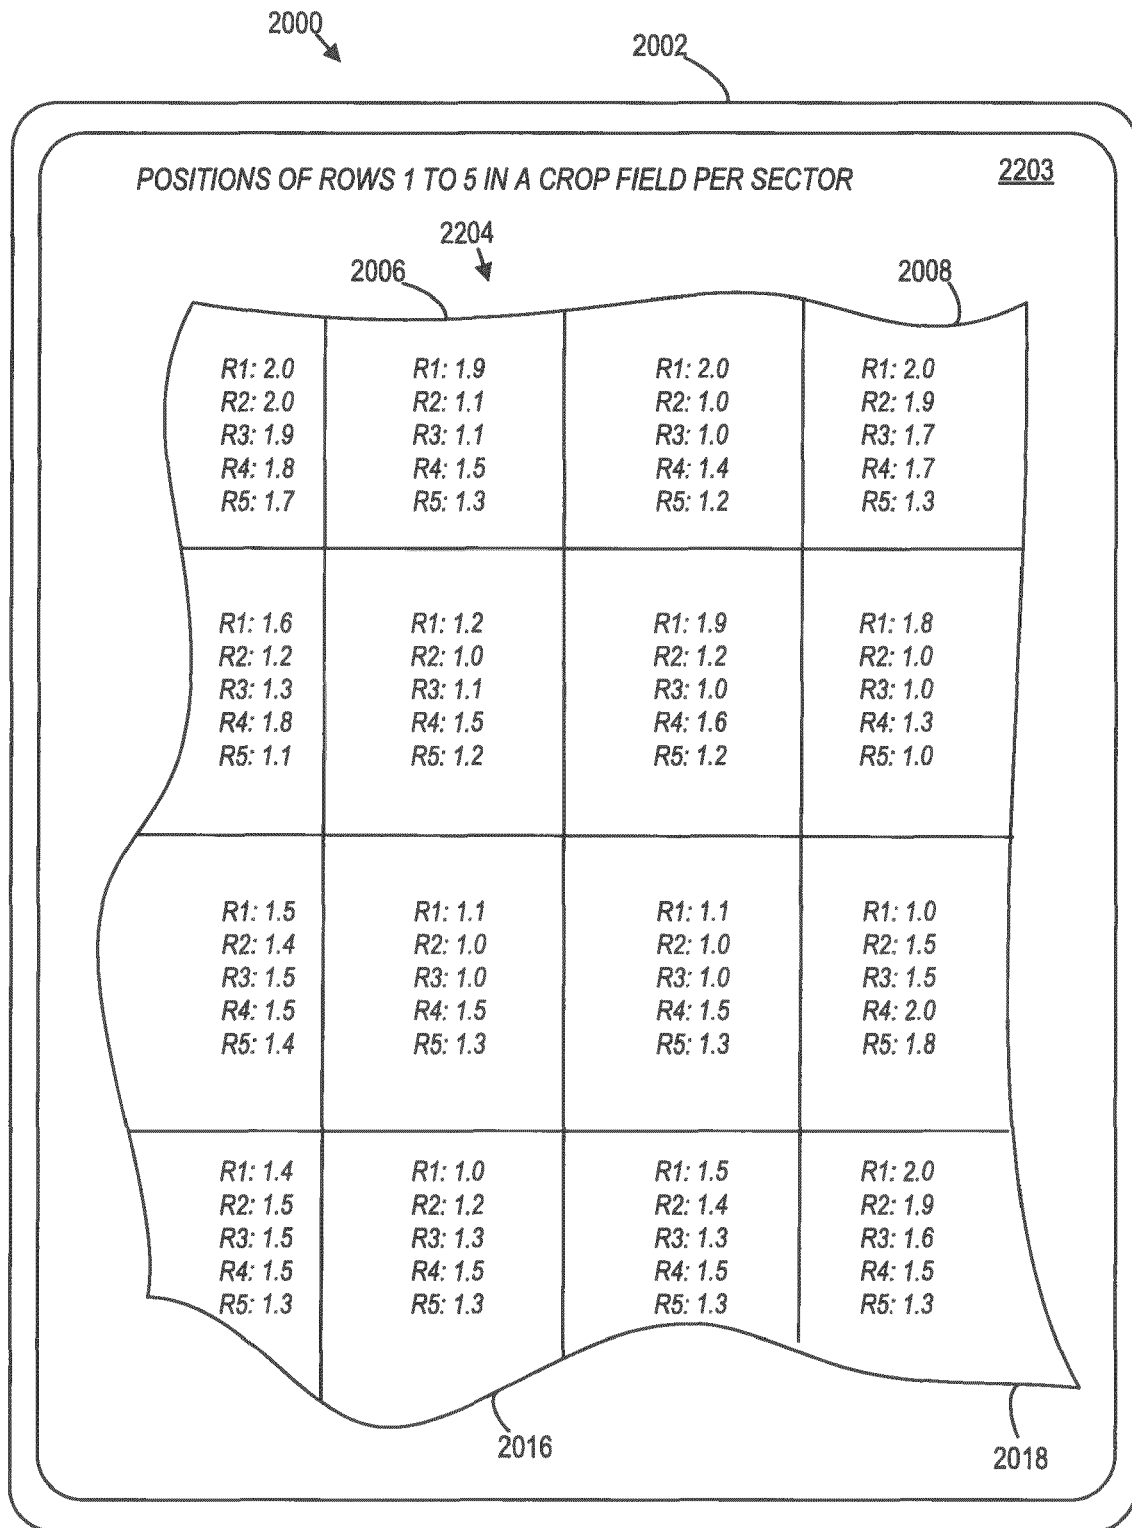 2000
2002
POSITIONS OF ROWS 1 TO 5 IN A CROP FIELD PER SECTOR
2203
2204
2006
2008
R1: 2.0
R2: 2.0
R3: 1.9
R4: 1.8
R5: 1.7
R1: 1.9
R2: 1.1
R3: 1.1
R4: 1.5
R5: 1.3
R1: 2.0
R2: 1.0
R3: 1.0
R4: 1.4
R5: 1.2
R1: 2.0
R2: 1.9
R3: 1.7
R4: 1.7
R5: 1.3
R1: 1.6
R2: 1.2
R3: 1.3
R4: 1.8
R5: 1.1
R1: 1.2
R2: 1.0
R3: 1.1
R4: 1.5
R5: 1.2
R1: 1.9
R2: 1.2
R3: 1.0
R4: 1.6
R5: 1.2
R1: 1.8
R2: 1.0
R3: 1.0
R4: 1.3
R5: 1.0
R1: 1.5
R2: 1.4
R3: 1.5
R4: 1.5
R5: 1.4
R1: 1.1
R2: 1.0
R3: 1.0
R4: 1.5
R5: 1.3
R1: 1.1
R2: 1.0
R3: 1.0
R4: 1.5
R5: 1.3
R1: 1.0
R2: 1.5
R3: 1.5
R4: 2.0
R5: 1.8
R1: 1.4
R2: 1.5
R3: 1.5
R4: 1.5
R5: 1.3
R1: 1.0
R2: 1.2
R3: 1.3
R4: 1.5
R5: 1.3
R1: 1.5
R2: 1.4
R3: 1.3
R4: 1.5
R5: 1.3
R1: 2.0
R2: 1.9
R3: 1.6
R4: 1.5
R5: 1.3
2016
2018